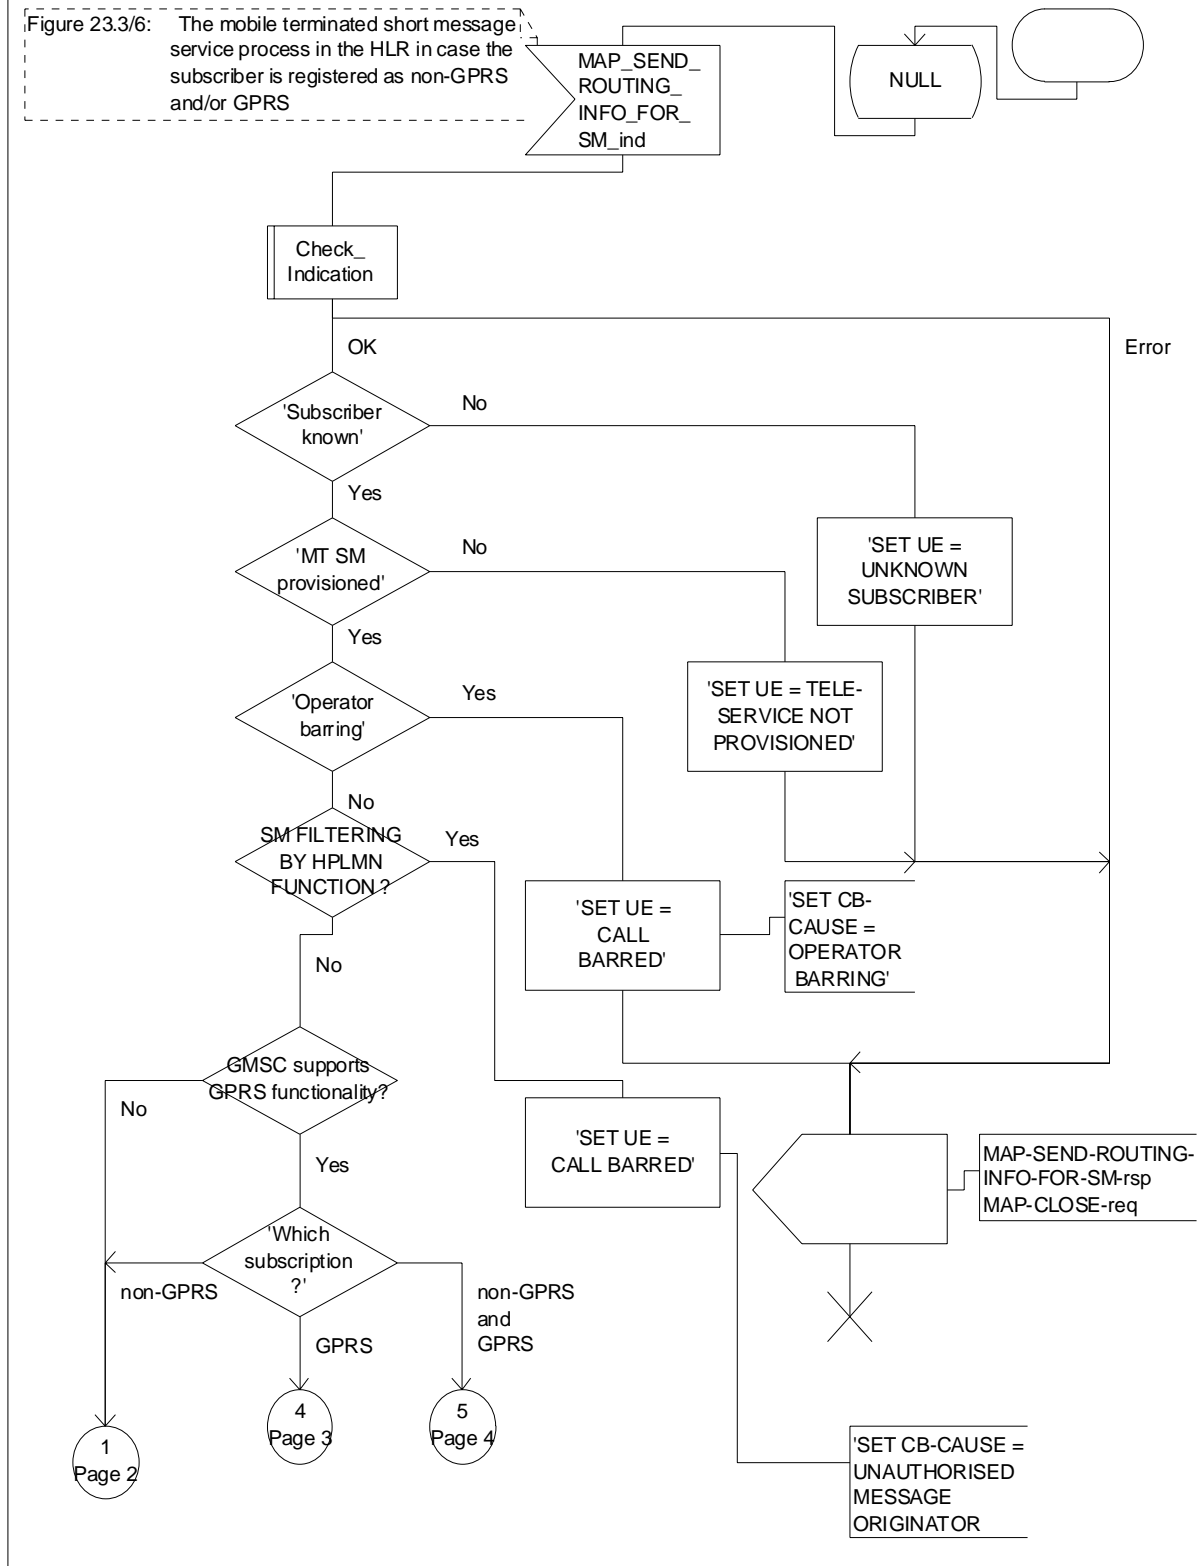 Figure 23.3/6: The mobile terminated short message
service process in the HLR in case the
subscriber is registered as non-GPRS
and/or GPRS
MAP_SEND_
ROUTING_
INFO_FOR_
SM_ind
NULL
Check_
Indication
OK
Error
'Subscriber
known'
No
Yes
'MT SM
provisioned'
No
'SET UE =
UNKNOWN
SUBSCRIBER'
Yes
'Operator
barring'
Yes
'SET UE = TELE-
SERVICE NOT
PROVISIONED'
No
SM FILTERING
BY HPLMN
FUNCTION ?
Yes
'SET UE =
CALL
BARRED'
'SET CB-
CAUSE =
OPERATOR
BARRING'
No
GMSC supports
GPRS functionality?
No
Yes
'SET UE =
CALL BARRED'
MAP-SEND-ROUTING-
INFO-FOR-SM-rsp
MAP-CLOSE-req
'Which
subscription
?'
non-GPRS
GPRS
non-GPRS
and
GPRS
1
Page 2
4
Page 3
5
Page 4
'SET CB-CAUSE =
UNAUTHORISED
MESSAGE
ORIGINATOR